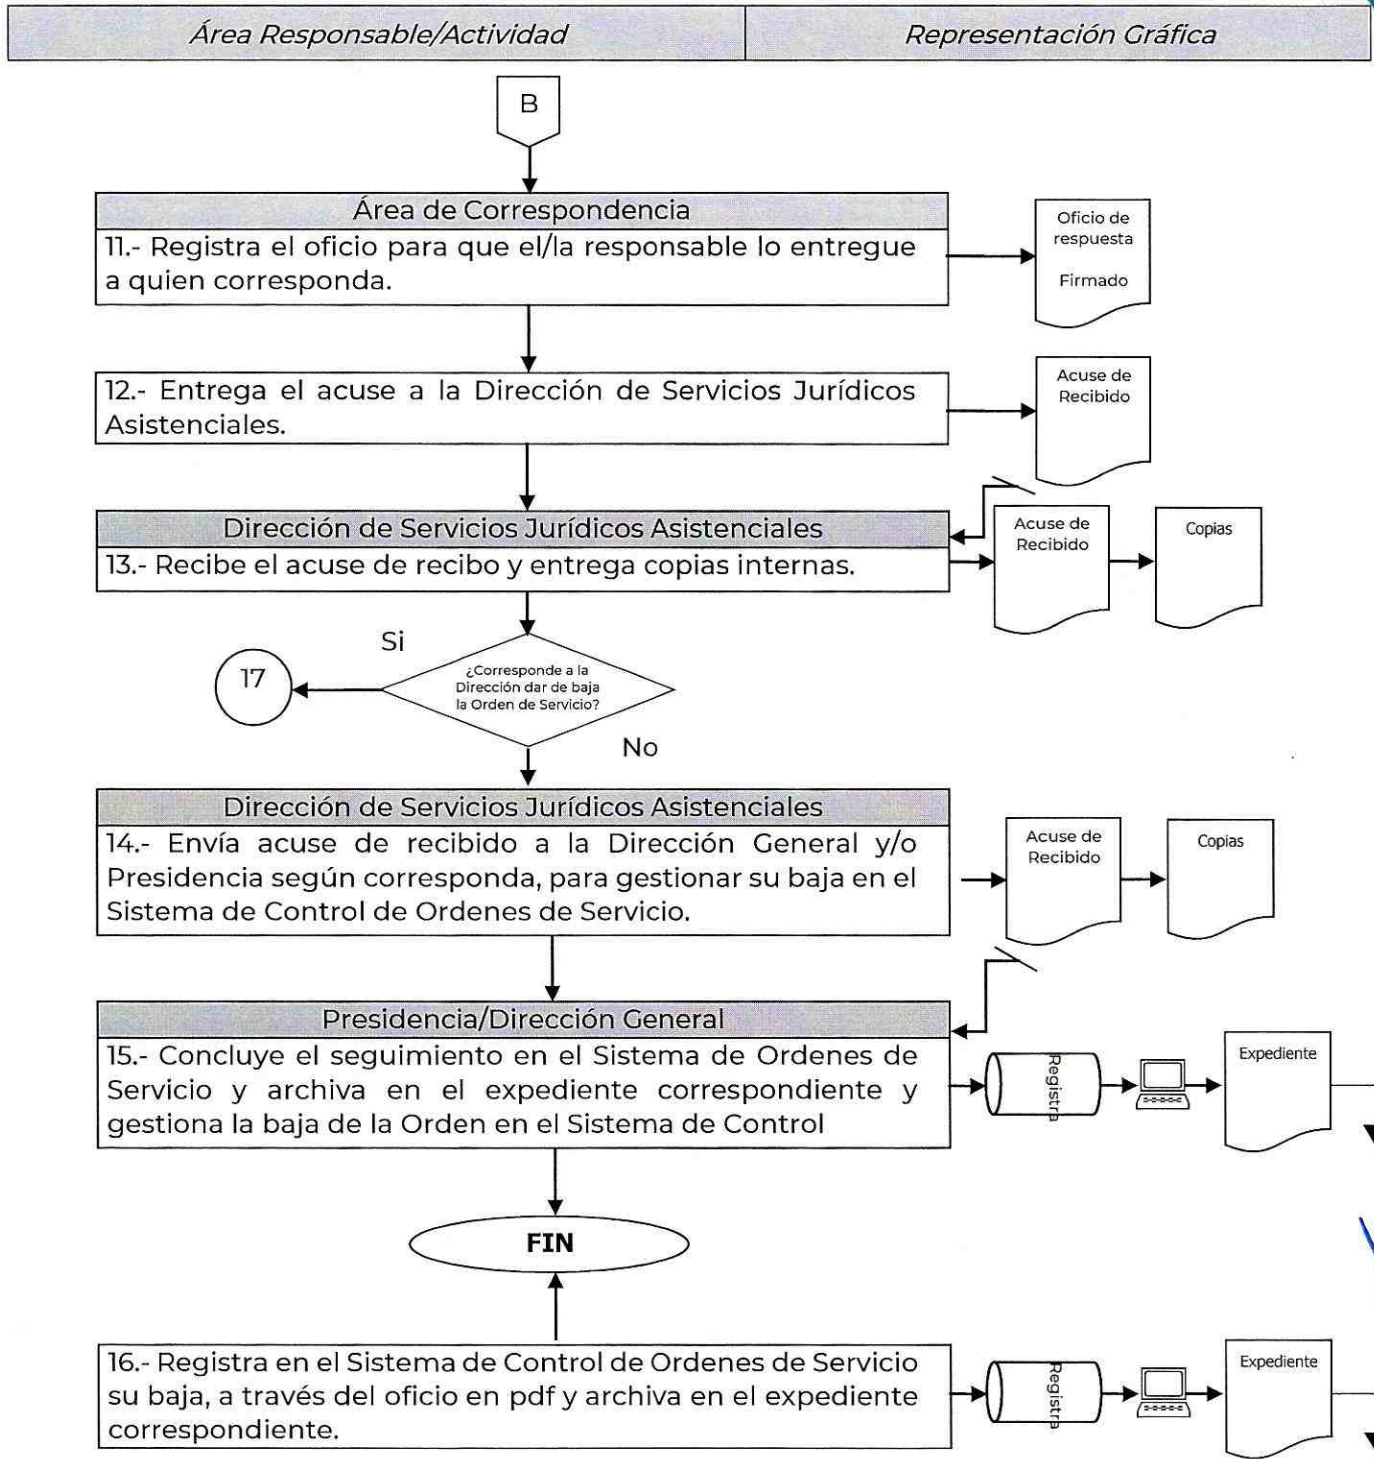 Área Responsable/Actividad
Representación Gráfica
B
Área de Correspondencia
11.- Registra el oficio para que el/la responsable lo entregue
a quien corresponda.
Oficio de
respuesta
Firmado
12.- Entrega el acuse a la Dirección de Servicios Jurídicos
Asistenciales.
Acuse de
Recibido
Dirección de Servicios Jurídicos Asistenciales
13.- Recibe el acuse de recibo y entrega copias internas.
Acuse de
Recibido
Copias
Si
17
¿Corresponde a la
Dirección dar de baja
la Orden de Servicio?
No
Dirección de Servicios Jurídicos Asistenciales
14.- Envía acuse de recibido a la Dirección General y/o
Presidencia según corresponda, para gestionar su baja en el
Sistema de Control de Ordenes de Servicio.
Acuse de
Recibido
Copias
Presidencia/Dirección General
15.- Concluye el seguimiento en el Sistema de Ordenes de
Servicio y archiva en el expediente correspondiente y
gestiona la baja de la Orden en el Sistema de Control
Registra
Expediente
FIN
16.- Registra en el Sistema de Control de Ordenes de Servicio
su baja, a través del oficio en pdf y archiva en el expediente
correspondiente.
Registra
Expediente